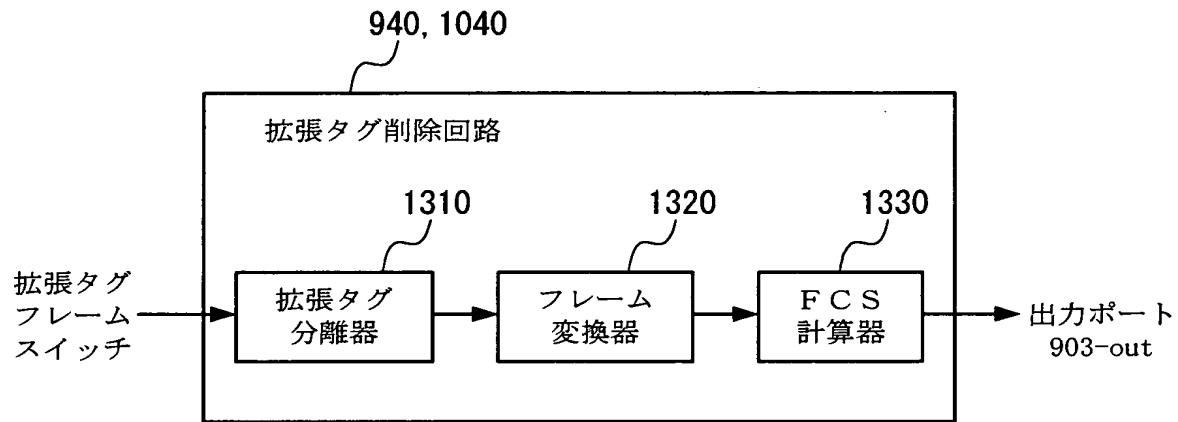 940, 1040
拡張タグ削除回路
1310
1320
1330
拡張タグ
フレーム
スイッチ
拡張タグ
分離器
フレーム
変換器
ＦＣＳ
計算器
出力ポート
903-out